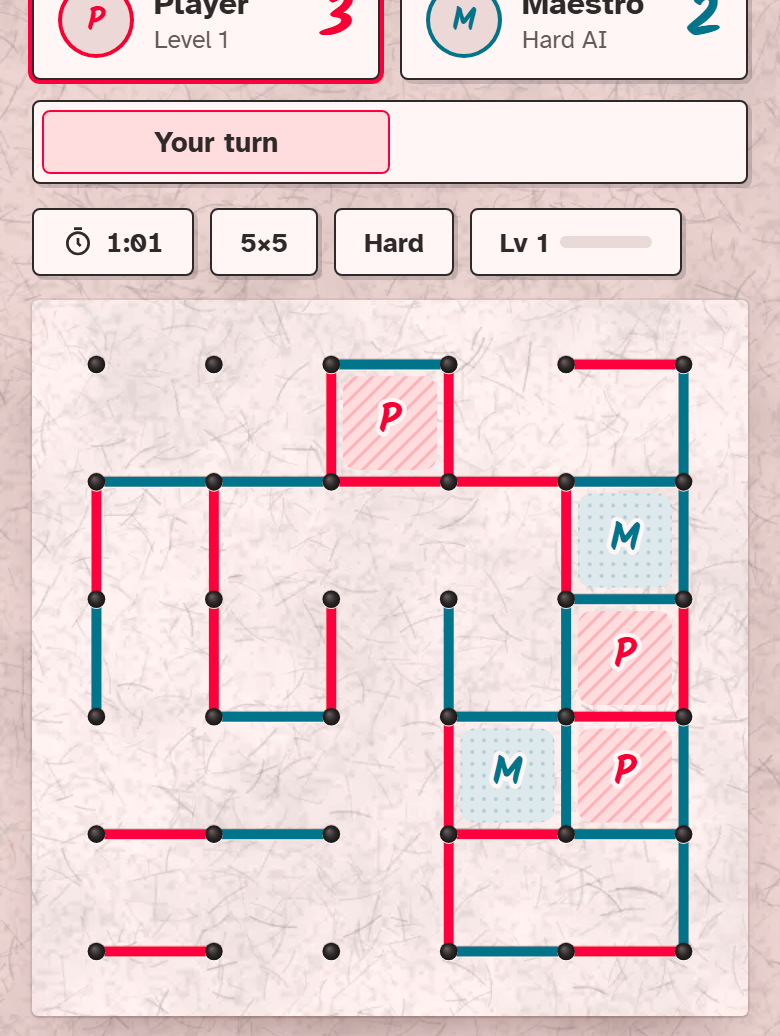 P
Player
3
Level 1
M
Maestro
2
Hard AI
Your turn
1:01
5×5
Hard
Lv 1
P
M
P
M
P